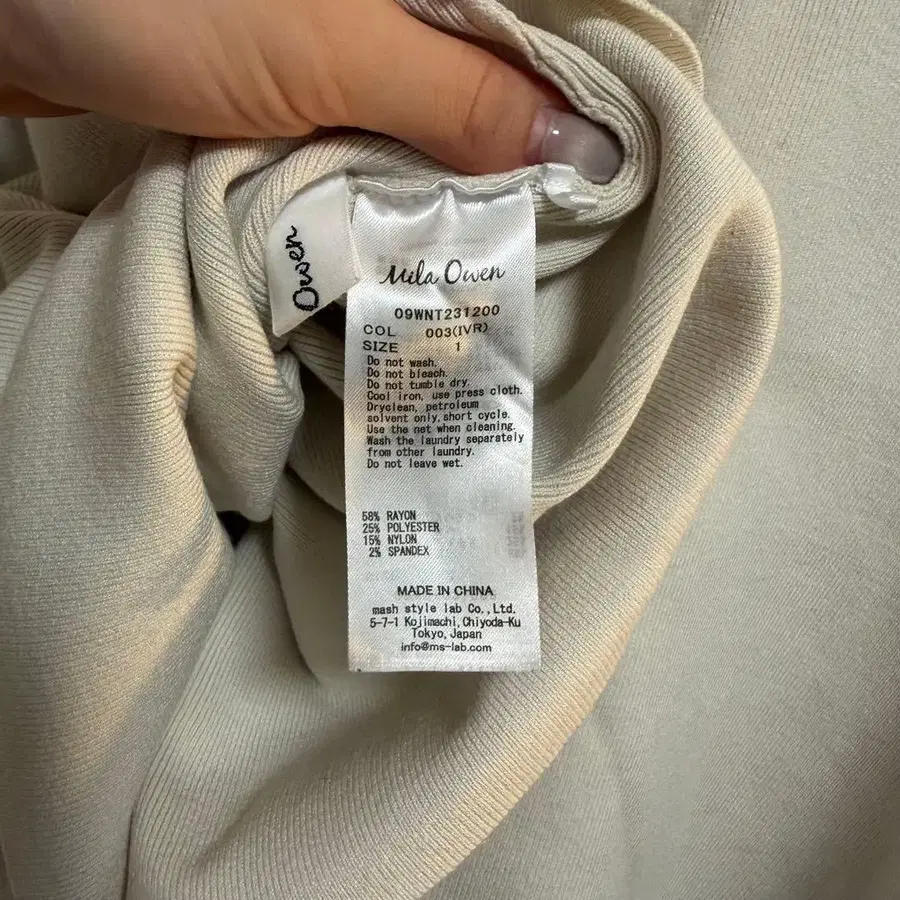 Owen
Mila Owen
09WNT231200
COL 003(IVR)
SIZE 1
Do not wash.
Do not bleach.
Do not tumble dry.
Cool iron, use press cloth.
Dryclean, petroleum
solvent only, short cycle.
Use the net when cleaning.
Wash the laundry separately
from other laundry.
Do not leave wet.
58% RAYON
25% POLYESTER
15% NYLON
2% SPANDEX
MADE IN CHINA
mash style lab Co., Ltd.
5-7-1 Kojimachi, Chiyoda-Ku
Tokyo, Japan
info@ms-lab.com